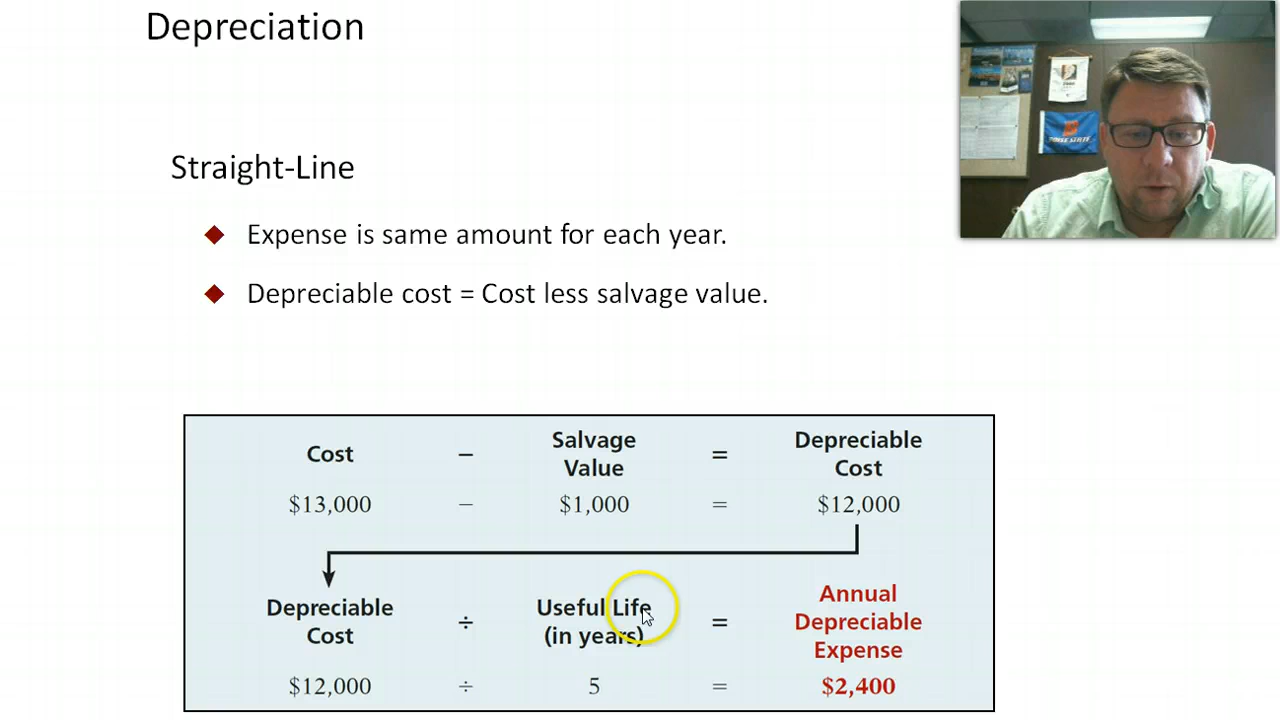 Depreciation
Straight-Line
Expense is same amount for each year.
Depreciable cost = Cost less salvage value.
Cost – Salvage Value = Depreciable Cost
$13,000 – $1,000 = $12,000
Depreciable Cost ÷ Useful Life (in years) = Annual Depreciable Expense
$12,000 ÷ 5 = $2,400
BOISE STATE